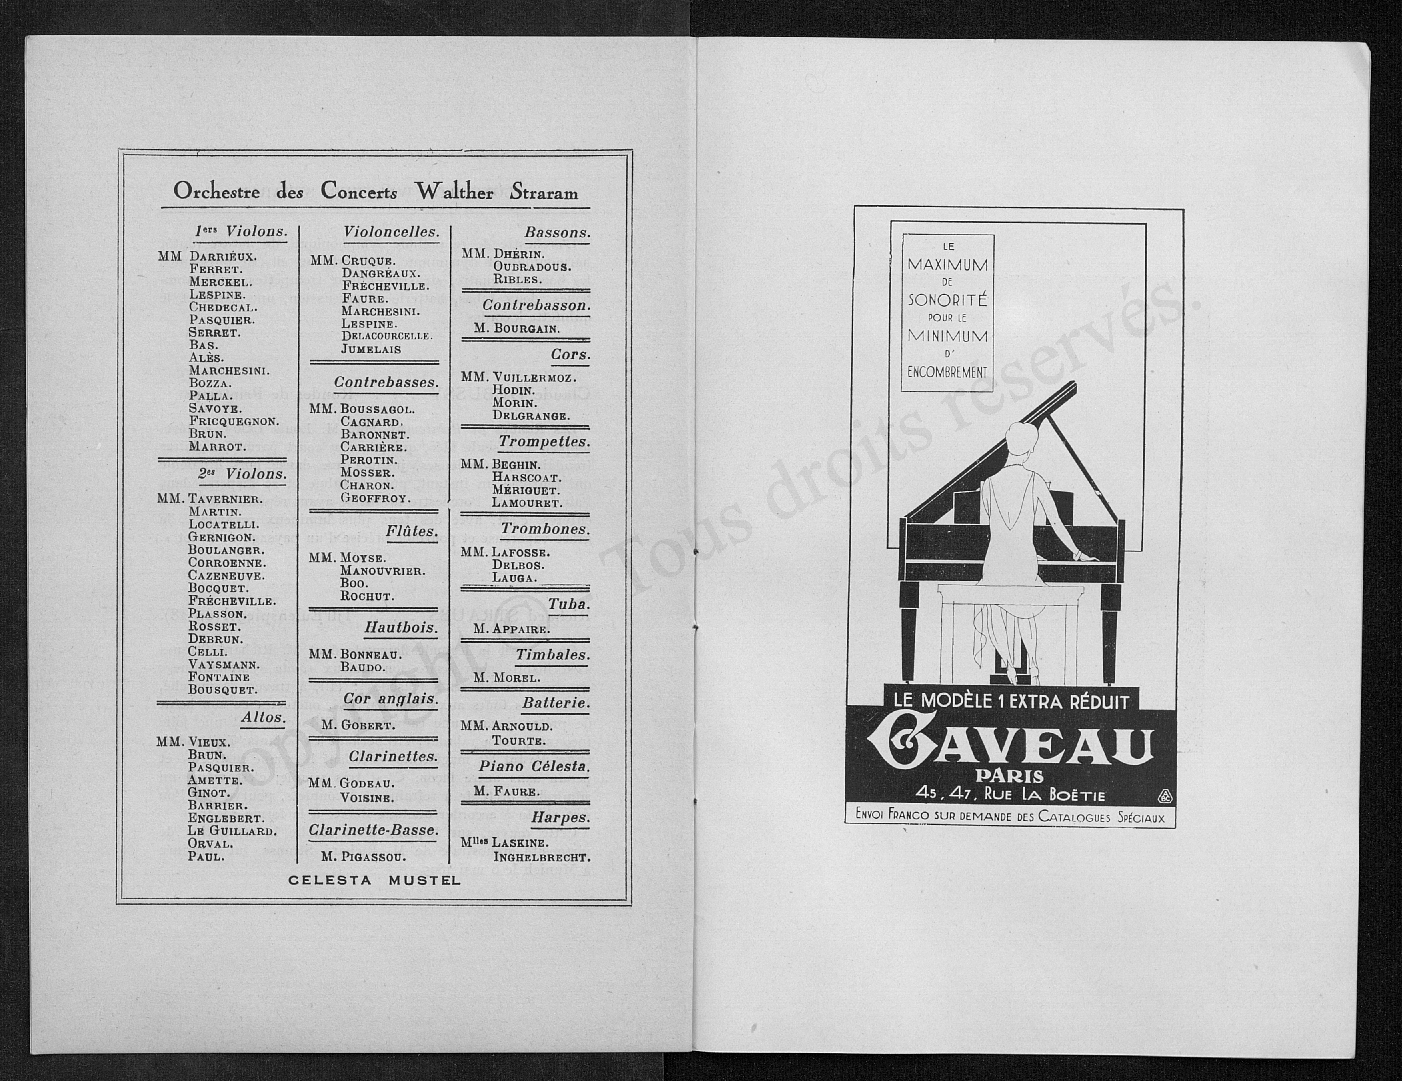 Orchestre des Concerts Walther Straram
1ers Violons.
MM DARRIÉUX.
FERRET.
MERCKEL.
LESPINE.
CHEDECAL.
PASQUIER.
SERRET.
BAS.
ALÈS.
MARCHESINI.
BOZZA.
PALLA.
SAVOYE.
FRICQUEGNON.
BRUN.
MARROT.
2es Violons.
MM. TAVERNIER.
MARTIN.
LOCATELLI.
GERNIGON.
BOULANGER.
CORROENNE.
CAZENEUVE.
BOCQUET.
FRÉCHEVILLE.
PLASSON.
ROSSET.
DEBRUN.
CELLI.
VAYSMANN.
FONTAINE
BOUSQUET.
Altos.
MM. VIEUX.
BRUN.
PASQUIER.
AMETTE.
GINOT.
BARRIER.
ENGLEBERT.
LE GUILLARD.
ORVAL.
PAUL.
Violoncelles.
MM. CRUQUE.
DANGRÉAUX.
FRÉCHEVILLE.
FAURE.
MARCHESINI.
LESPINE.
DELACOURCELLE.
JUMELAIS
Contrebasses.
MM. BOUSSAGOL.
CAGNARD.
BARONNET.
CARRIÈRE.
PEROTIN.
MOSSER.
CHARON.
GEOFFROY.
Flûtes.
MM. MOYSE.
MANOUVRIER.
BOO.
ROCHUT.
Hautbois.
MM. BONNEAU.
BAUDO.
Cor anglais.
M. GOBERT.
Clarinettes.
MM. GODEAU.
VOISINE.
Clarinette-Basse.
M. PIGASSOU.
Bassons.
MM. DHÉRIN.
OUBRADOUS.
RIBLES.
Contrebasson.
M. BOURGAIN.
Cors.
MM. VUILLERMOZ.
HODIN.
MORIN.
DELGRANGE.
Trompettes.
MM. BEGHIN.
HARSCOAT.
MÉRIGUET.
LAMOURET.
Trombones.
MM. LAFOSSE.
DELBOS.
LAUGA.
Tuba.
M. APPAIRE.
Timbales.
M. MOREL.
Batterie.
MM. ARNOULD.
TOURTE.
Piano Célesta.
M. FAURE.
Harpes.
Mlles LASKINE.
INGHELBRECHT.
CELESTA MUSTEL
LE
MAXIMUM
DE
SONORITÉ
POUR LE
MINIMUM
D'
ENCOMBREMENT
LE MODÈLE 1 EXTRA RÉDUIT
GAVEAU
PARIS
45, 47, RUE LA BOËTIE
ABC
ENVOI FRANCO SUR DEMANDE DES CATALOGUES SPÉCIAUX
Copyright © Tous droits réservés.